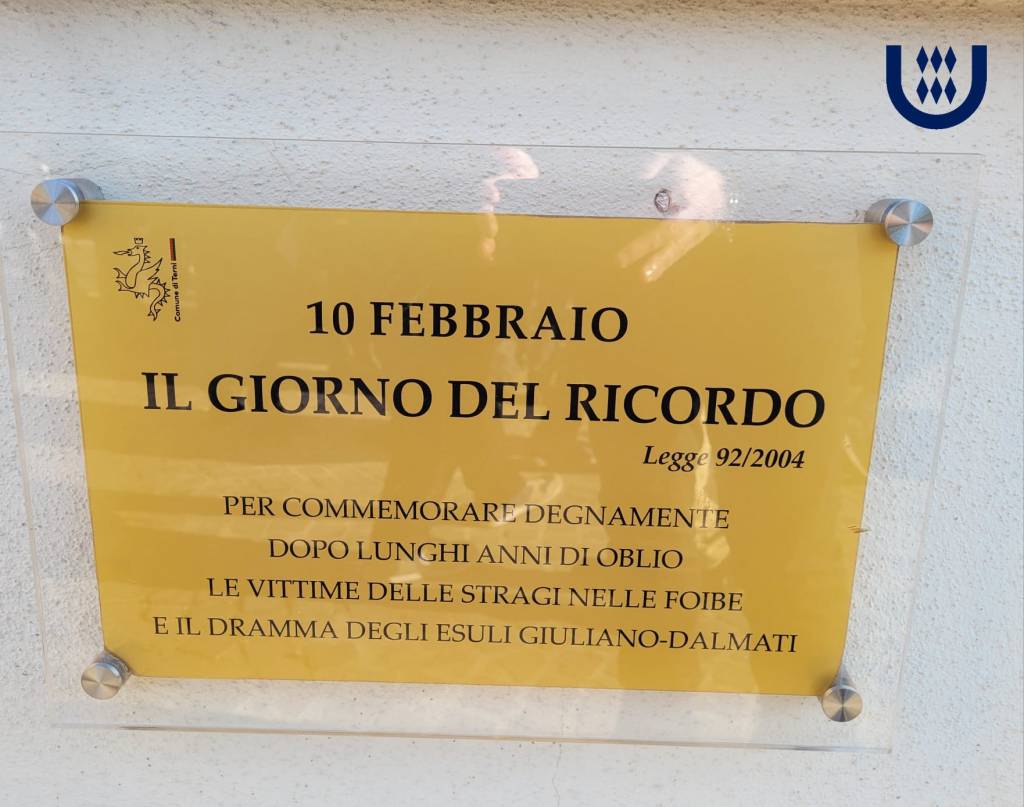 Comune di Terni
10 FEBBRAIO
IL GIORNO DEL RICORDO
Legge 92/2004
PER COMMEMORARE DEGNAMENTE
DOPO LUNGHI ANNI DI OBLIO
LE VITTIME DELLE STRAGI NELLE FOIBE
E IL DRAMMA DEGLI ESULI GIULIANO-DALMATI